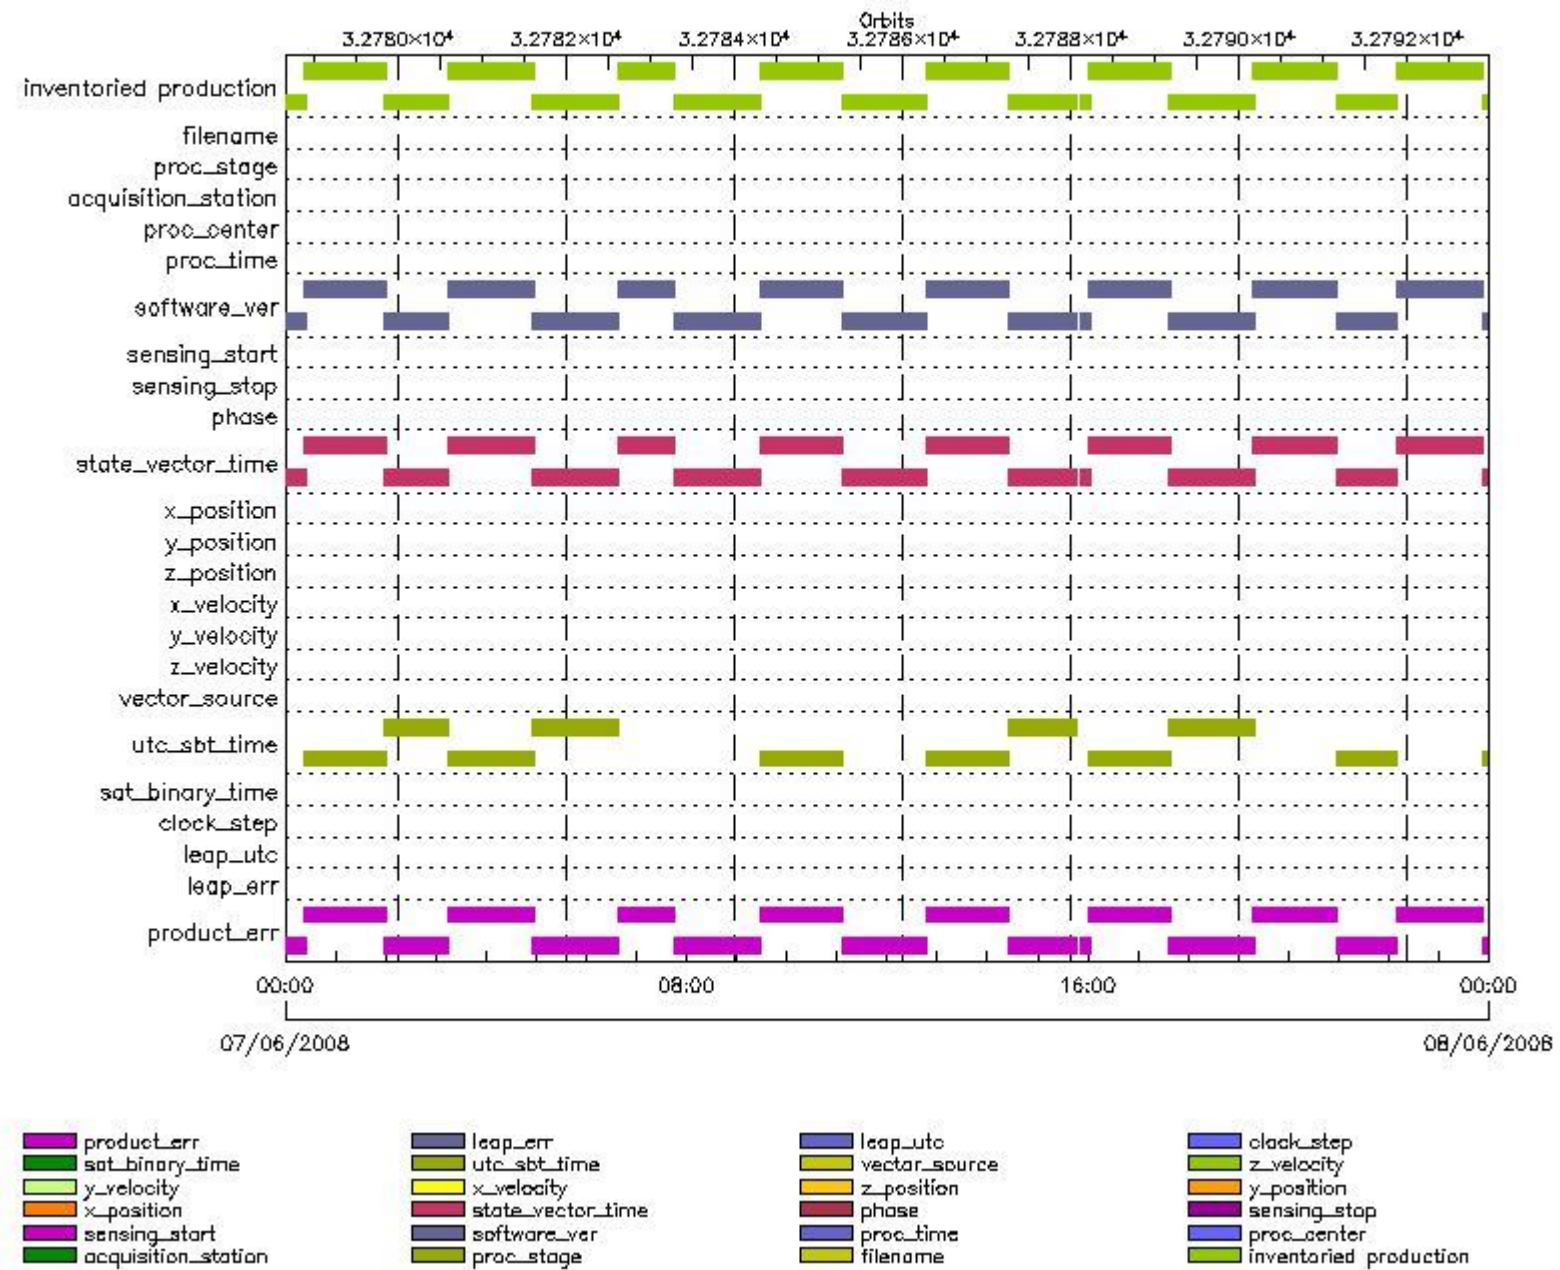 Orbits
3.2780×10⁴ 3.2782×10⁴ 3.2784×10⁴ 3.2786×10⁴ 3.2788×10⁴ 3.2790×10⁴ 3.2792×10⁴
inventoried production
filename
proc_stage
acquisition_station
proc_center
proc_time
software_ver
sensing_start
sensing_stop
phase
state_vector_time
x_position
y_position
z_position
x_velocity
y_velocity
z_velocity
vector_source
utc_sbt_time
sat_binary_time
clock_step
leap_utc
leap_err
product_err
00:00 08:00 16:00 00:00
07/06/2008 08/06/2008
product_err leap_err leap_utc clock_step
sat_binary_time utc_sbt_time vector_source z_velocity
y_velocity x_velocity z_position y_position
x_position state_vector_time phase sensing_stop
sensing_start software_ver proc_time proc_center
acquisition_station proc_stage filename inventoried production